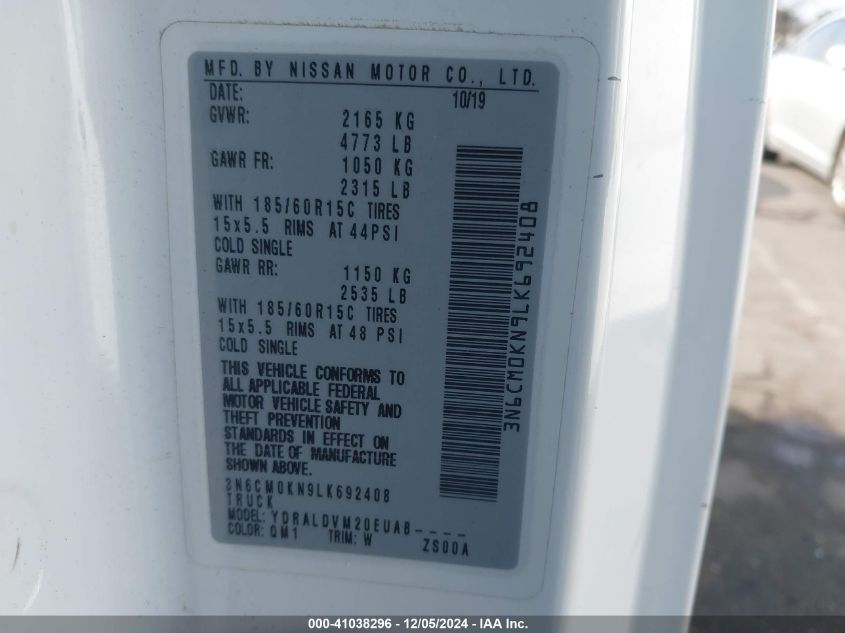 MFD. BY NISSAN MOTOR CO., LTD.
DATE: 10/19
GVWR: 2165 KG
4773 LB
GAWR FR: 1050 KG
2315 LB
WITH 185/60R15C TIRES
15x5.5 RIMS AT 44PSI
COLD SINGLE
GAWR RR: 1150 KG
2535 LB
WITH 185/60R15C TIRES
15x5.5 RIMS AT 48 PSI
COLD SINGLE
THIS VEHICLE CONFORMS TO
ALL APPLICABLE FEDERAL
MOTOR VEHICLE SAFETY AND
THEFT PREVENTION
STANDARDS IN EFFECT ON
THE DATE OF MANUFACTURE
SHOWN ABOVE.
3N6CM0KN9LK692408
TRUCK
MODEL: YDRALDVM20EUAB----
COLOR: QM1 TRIM: W ZS00A
3N6CM0KN9LK692408
000-41038296 - 12/05/2024 - IAA Inc.